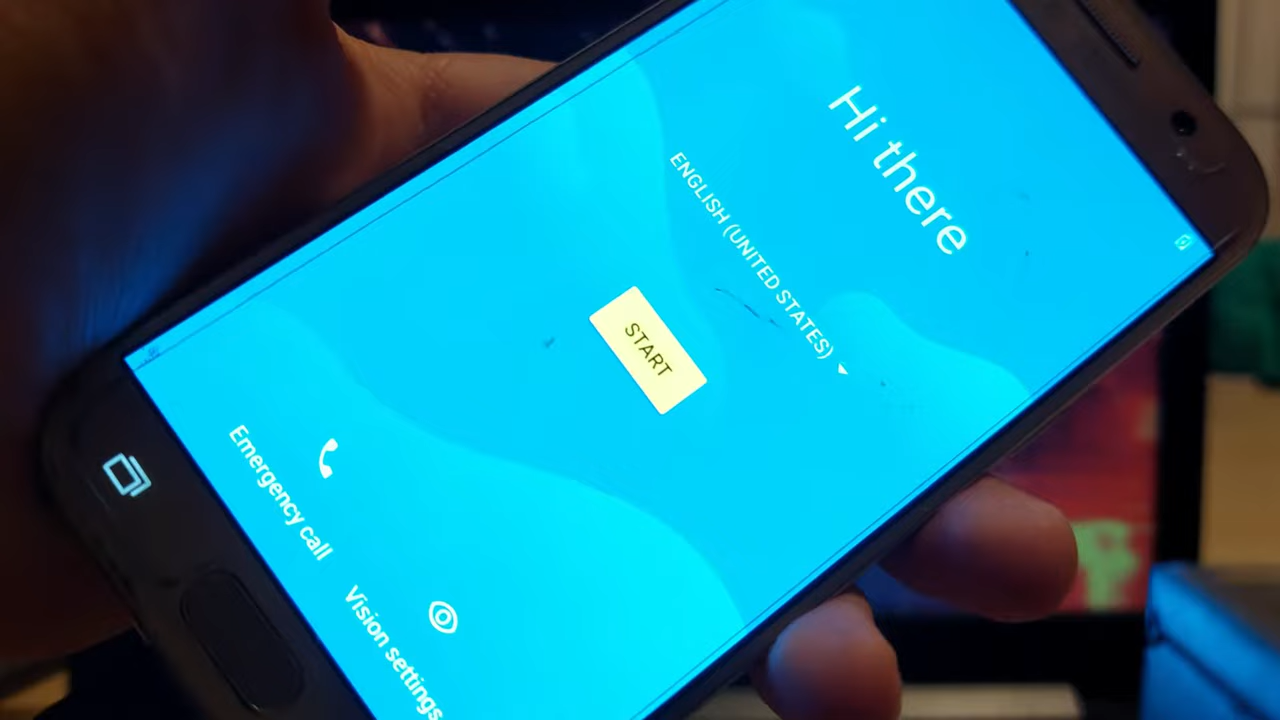 Hi there
ENGLISH (UNITED STATES)
START
Emergency call
Vision settings